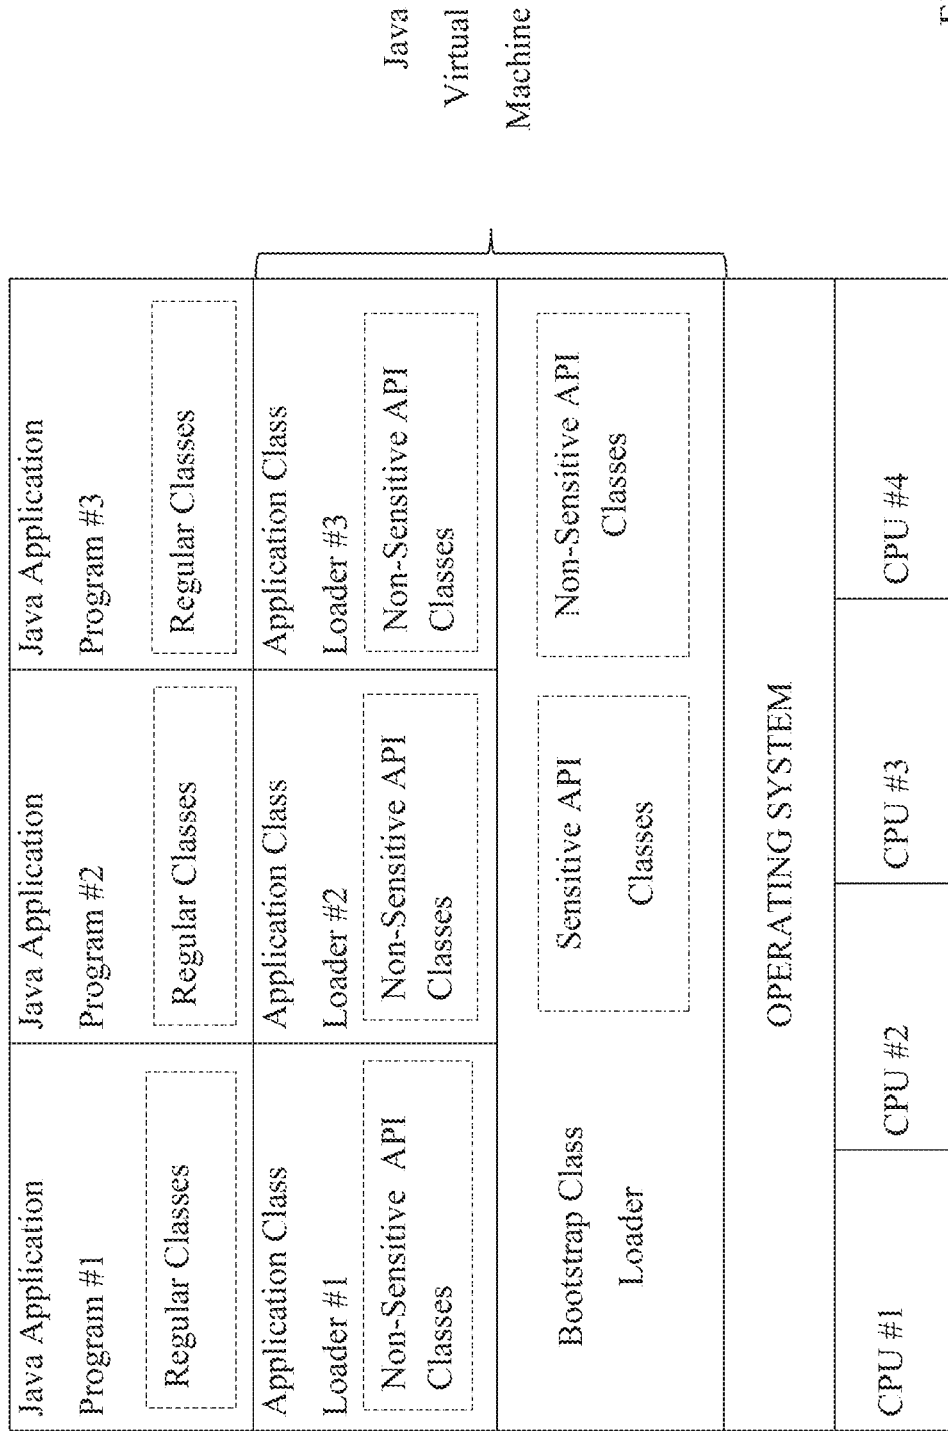 Java Application
Program #1
Regular Classes
Java Application
Program #2
Regular Classes
Java Application
Program #3
Regular Classes
Application Class
Loader #1
Non-Sensitive API
Classes
Application Class
Loader #2
Non-Sensitive API
Classes
Application Class
Loader #3
Non-Sensitive API
Classes
Bootstrap Class
Loader
Sensitive API
Classes
Non-Sensitive API
Classes
Java
Virtual
Machine
OPERATING SYSTEM
CPU #1
CPU #2
CPU #3
CPU #4